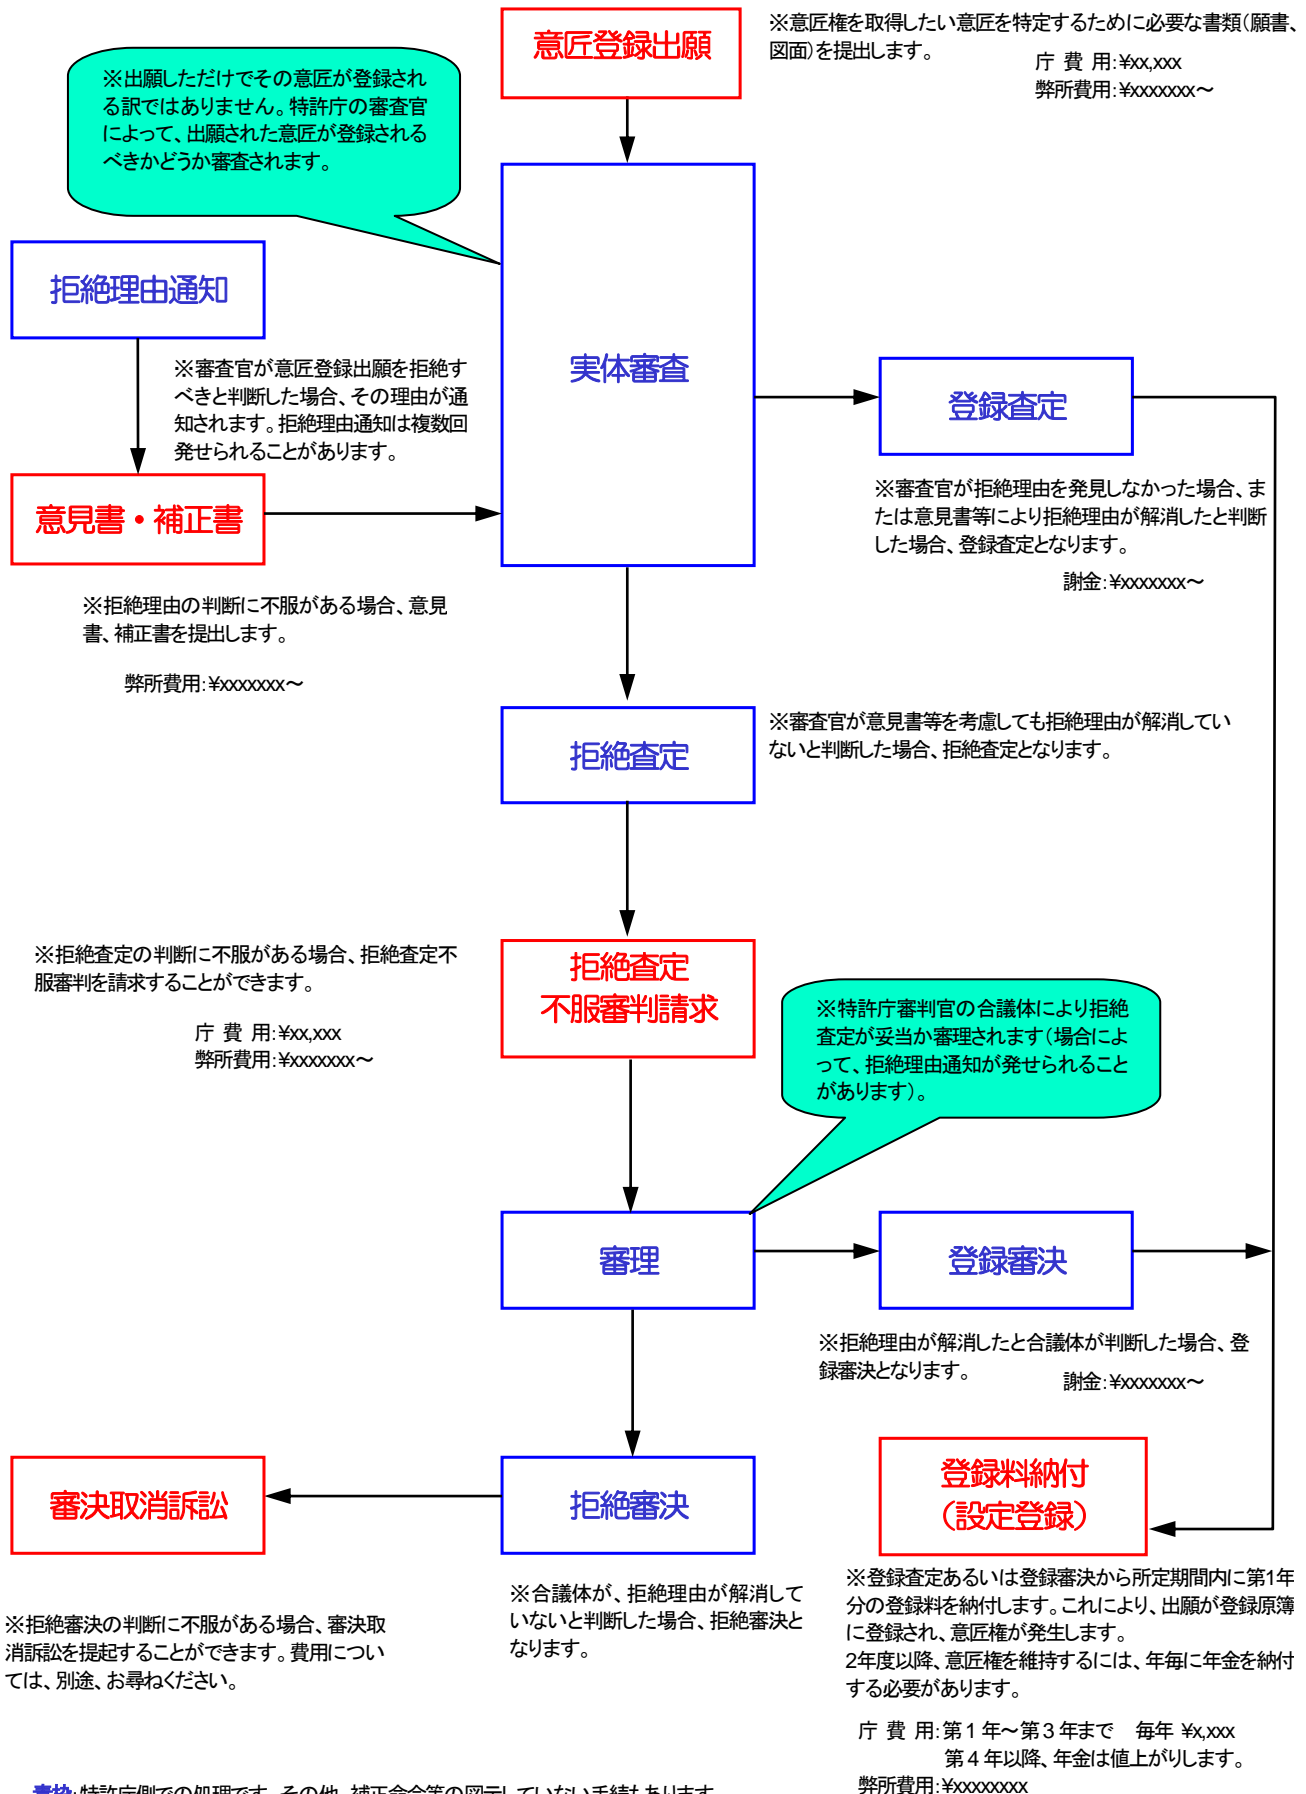 意匠登録出願
※意匠権を取得したい意匠を特定するために必要な書類（願書、
図面）を提出します。
庁 費 用：¥xx,xxx
弊所費用：¥xxxxxxx～
※出願しただけでその意匠が登録され
る訳ではありません。特許庁の審査官
によって、出願された意匠が登録される
べきかどうか審査されます。
拒絶理由通知
※審査官が意匠登録出願を拒絶す
べきと判断した場合、その理由が通
知されます。拒絶理由通知は複数回
発せられることがあります。
実体審査
登録査定
※審査官が拒絶理由を発見しなかった場合、ま
たは意見書等により拒絶理由が解消したと判断
した場合、登録査定となります。
謝金：¥xxxxxxx～
意見書・補正書
※拒絶理由の判断に不服がある場合、意見
書、補正書を提出します。
弊所費用：¥xxxxxxx～
拒絶査定
※審査官が意見書等を考慮しても拒絶理由が解消してい
ないと判断した場合、拒絶査定となります。
※拒絶査定の判断に不服がある場合、拒絶査定不
服審判を請求することができます。
庁 費 用：¥xx,xxx
弊所費用：¥xxxxxxx～
拒絶査定
不服審判請求
※特許庁審判官の合議体により拒絶
査定が妥当か審理されます（場合によ
って、拒絶理由通知が発せられること
があります）。
審理
登録審決
※拒絶理由が解消したと合議体が判断した場合、登
録審決となります。
謝金：¥xxxxxxx～
審決取消訴訟
拒絶審決
登録料納付
（設定登録）
※拒絶審決の判断に不服がある場合、審決取
消訴訟を提起することができます。費用につい
ては、別途、お尋ねください。
※合議体が、拒絶理由が解消して
いないと判断した場合、拒絶審決と
なります。
※登録査定あるいは登録審決から所定期間内に第1年
分の登録料を納付します。これにより、出願が登録原簿
に登録され、意匠権が発生します。
2年度以降、意匠権を維持するには、年毎に年金を納付
する必要があります。
庁 費 用：第１年～第３年まで 毎年 ¥x,xxx
第４年以降、年金は値上がりします。
弊所費用：¥xxxxxxxx
青枠：特許庁側での処理です。その他、補正命令等の図示していない手続もあります。